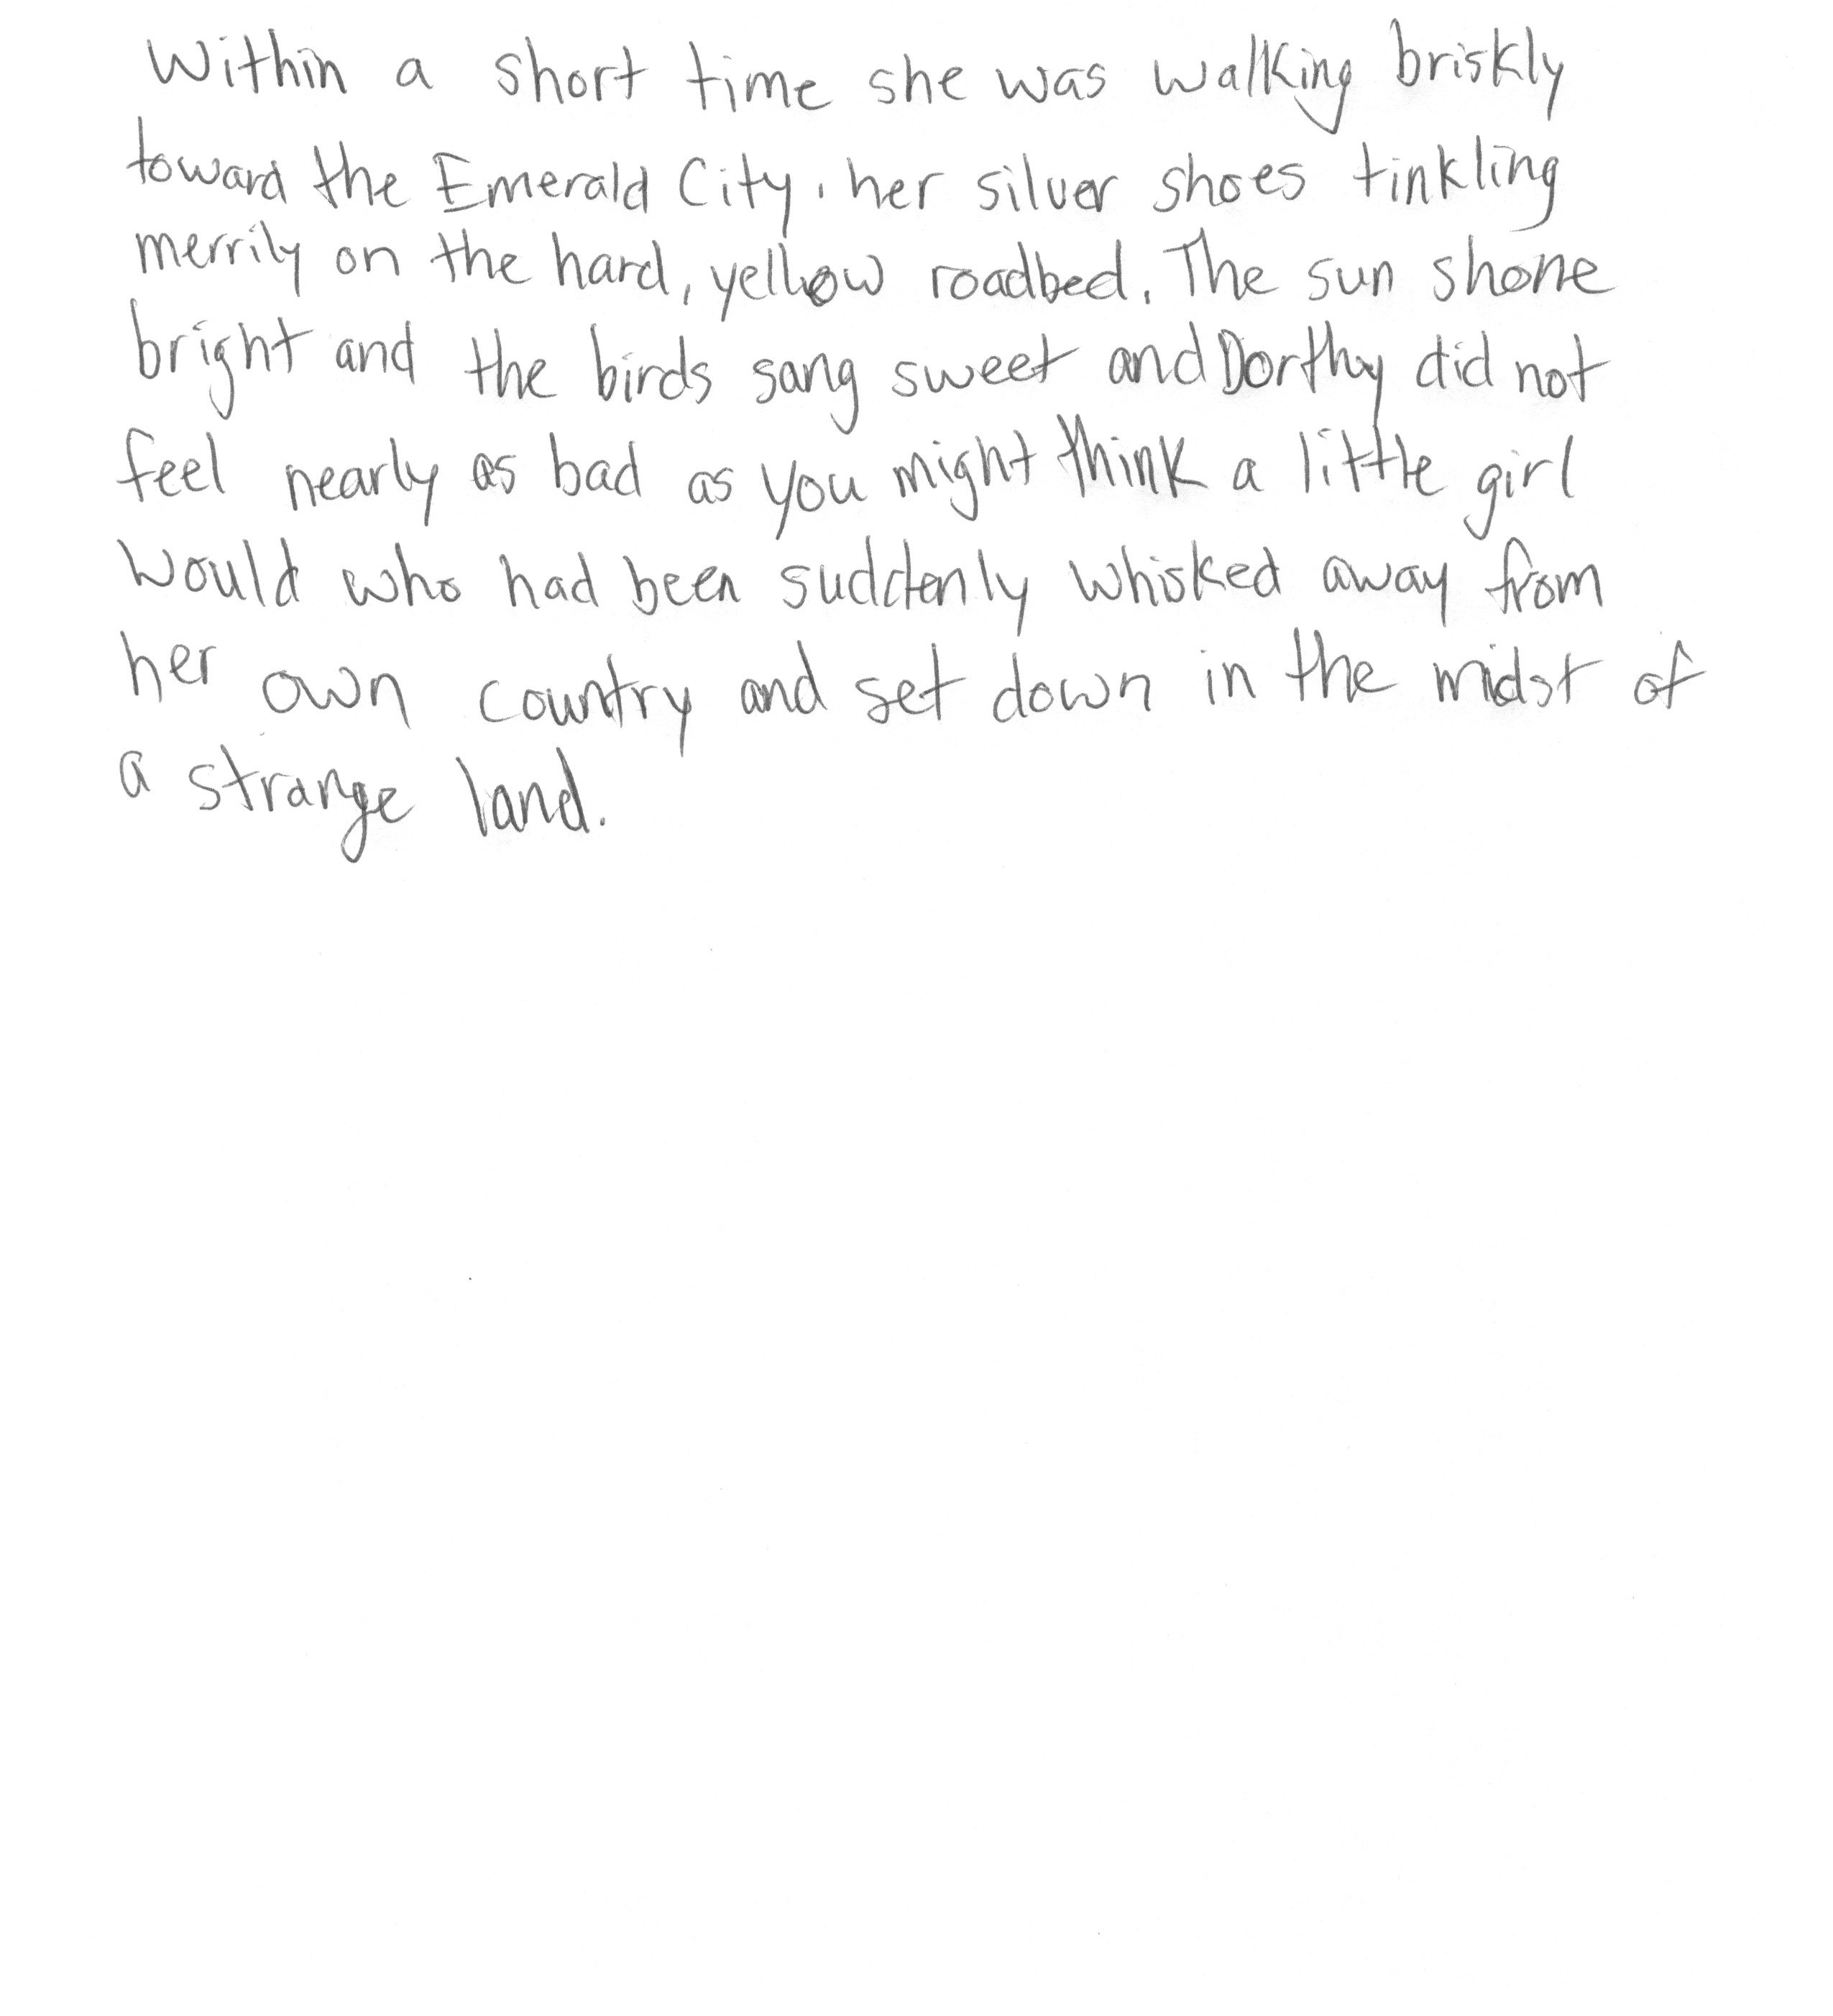 Within a short time she was walking briskly
toward the Emerald City, her silver shoes tinkling
merrily on the hard, yellow roadbed. The sun shone
bright and the birds sang sweet and Dorthy did not
feel nearly as bad as you might think a little girl
would who had been suddenly whisked away from
her own country and set down in the midst of
a strange land.